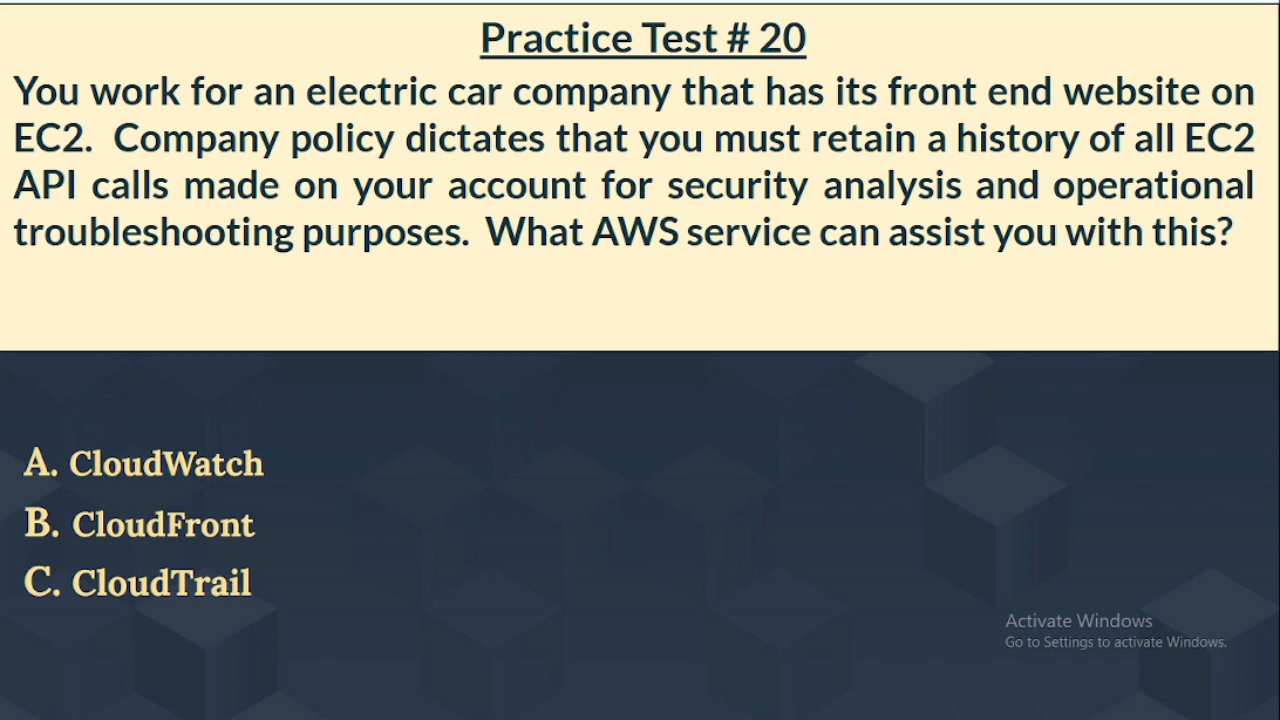 Practice Test # 20
You work for an electric car company that has its front end website on
EC2. Company policy dictates that you must retain a history of all EC2
API calls made on your account for security analysis and operational
troubleshooting purposes. What AWS service can assist you with this?
A. CloudWatch
B. CloudFront
C. CloudTrail
Activate Windows
Go to Settings to activate Windows.